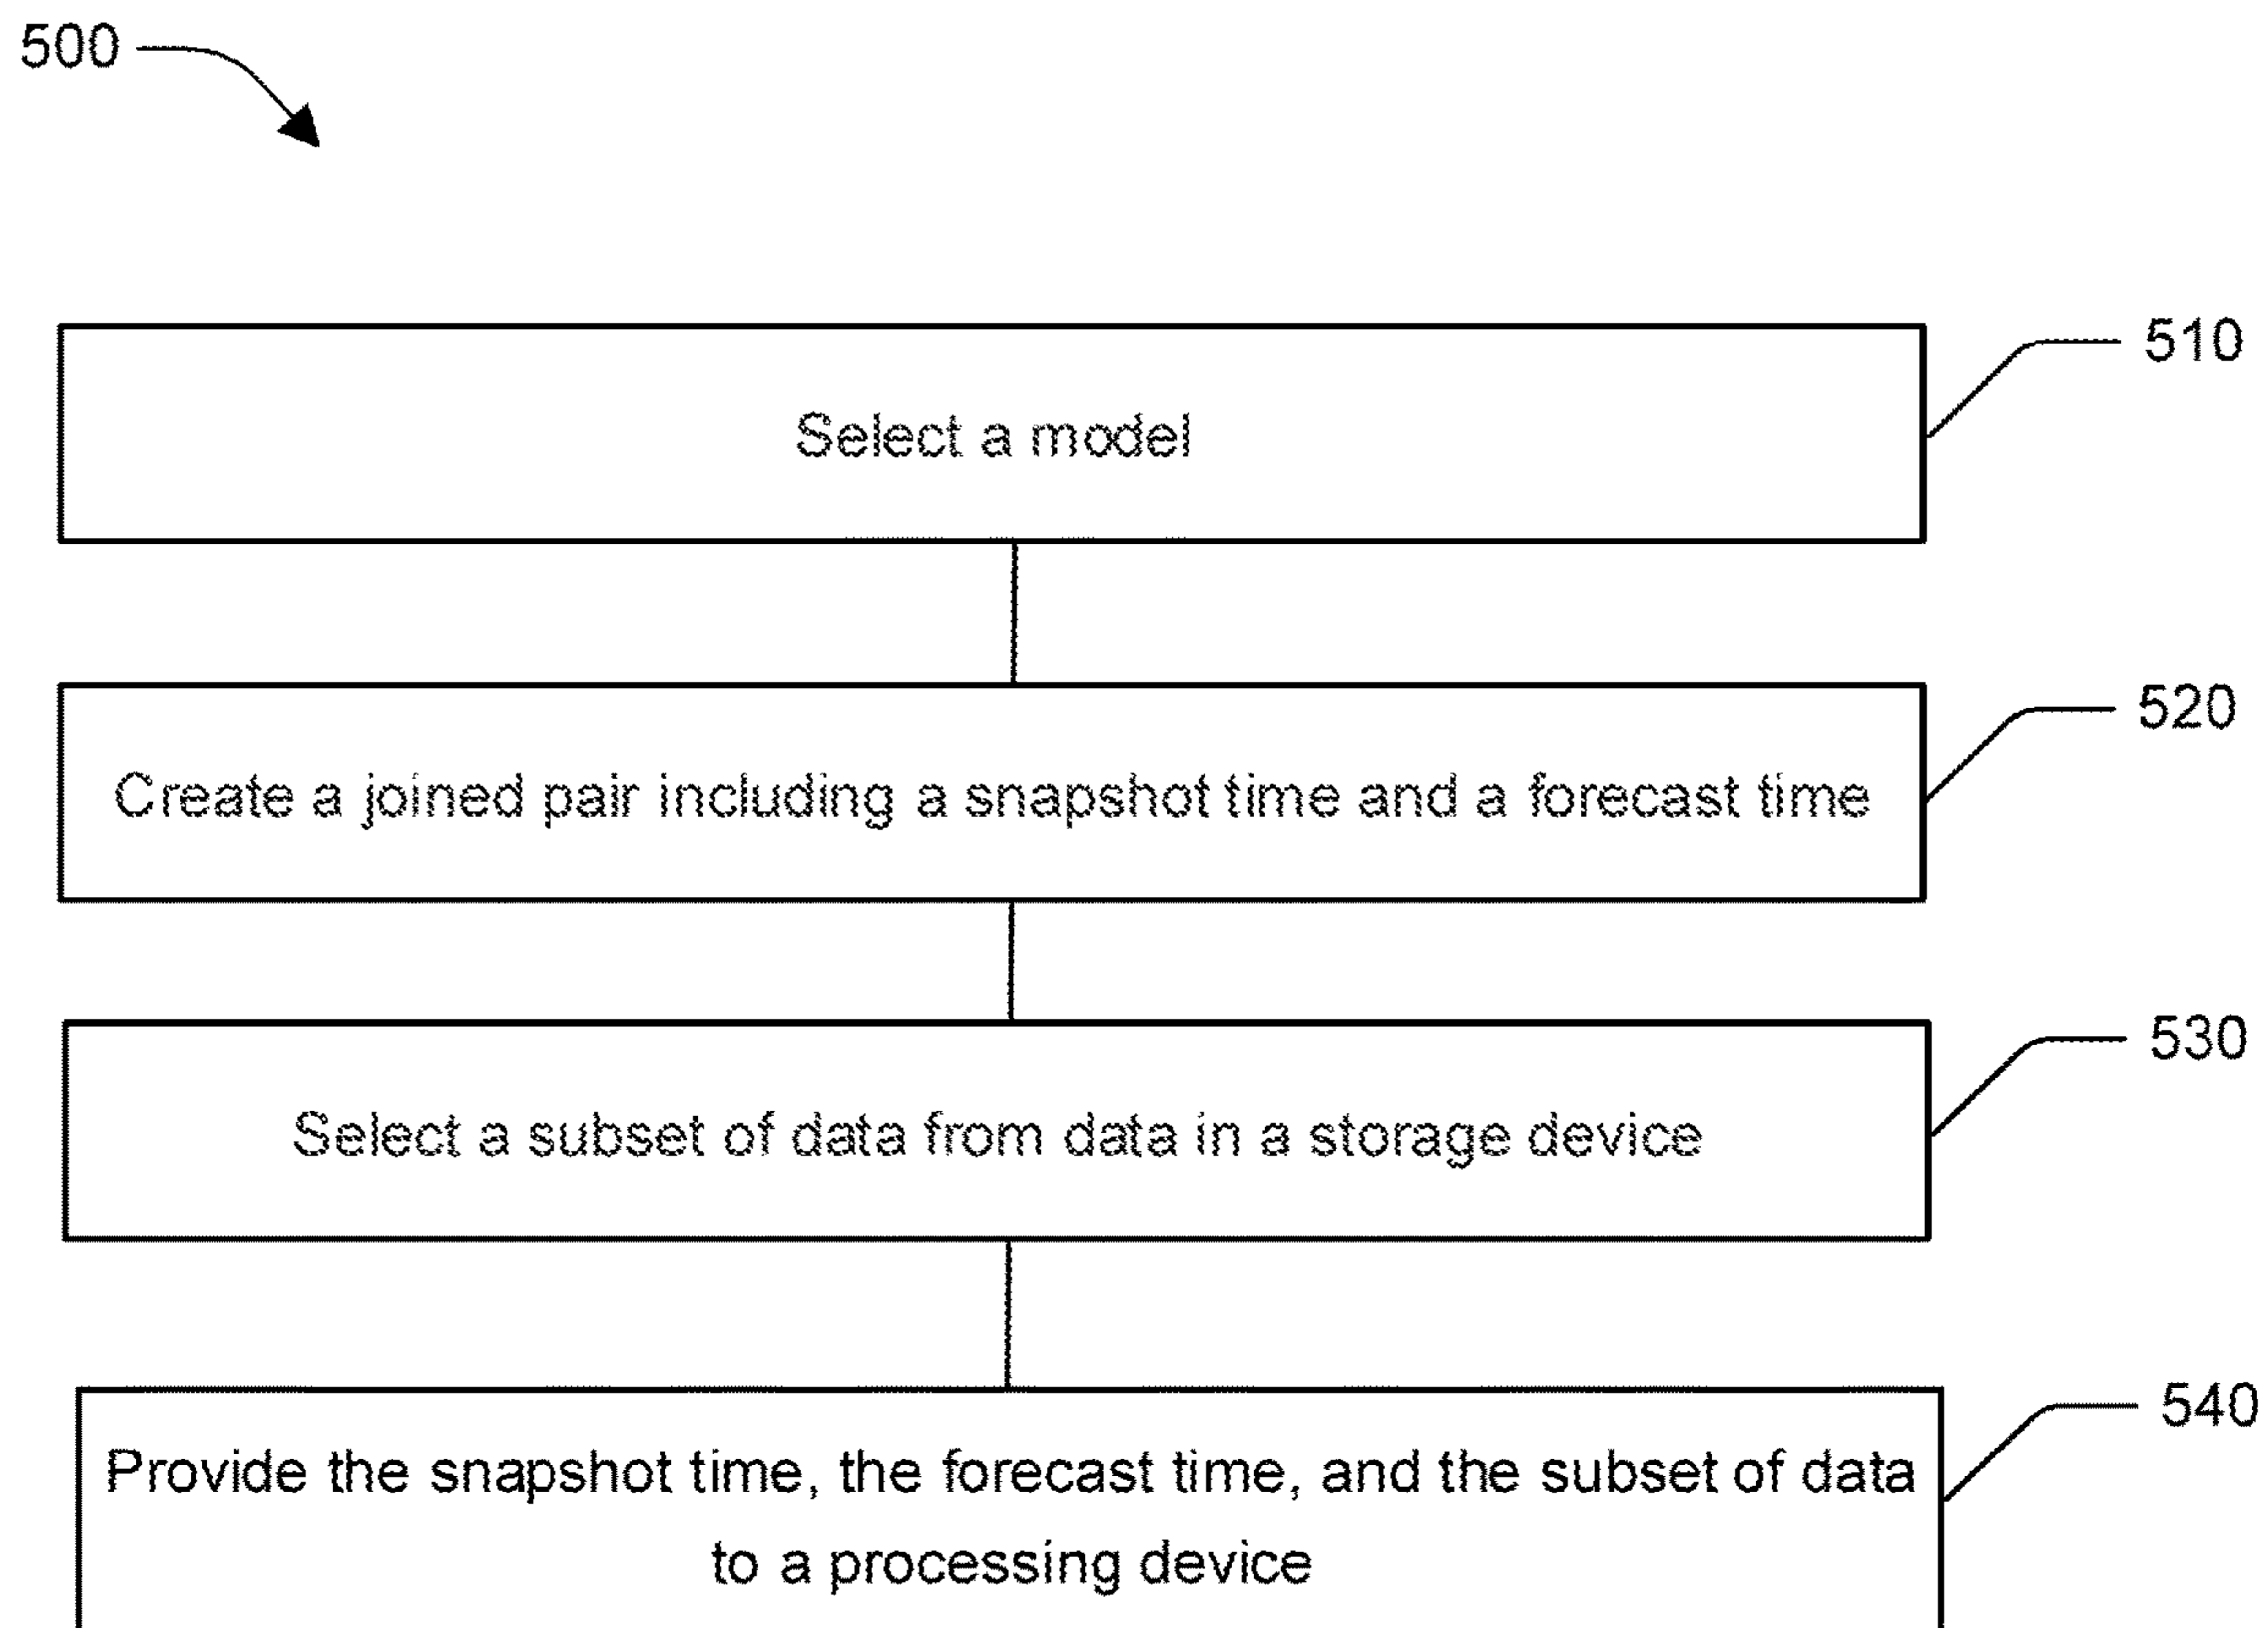 500
510
Select a model
520
Create a joined pair including a snapshot time and a forecast time
530
Select a subset of data from data in a storage device
540
Provide the snapshot time, the forecast time, and the subset of data
to a processing device